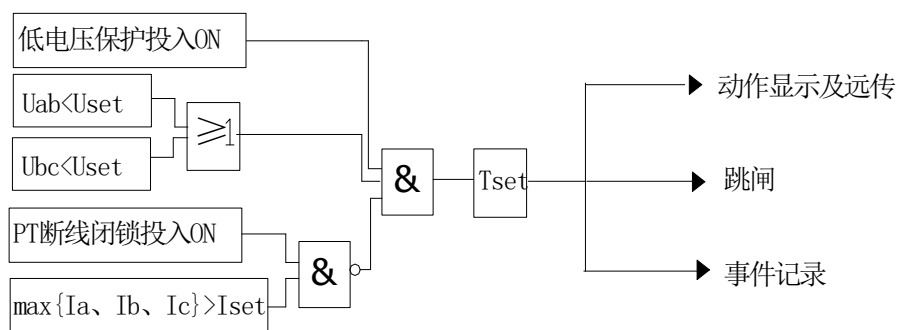 低电压保护投入ON
Uab<Uset
Ubc<Uset
≥1
PT断线闭锁投入ON
max{Ia、Ib、Ic}>Iset
&
&
Tset
动作显示及远传
跳闸
事件记录